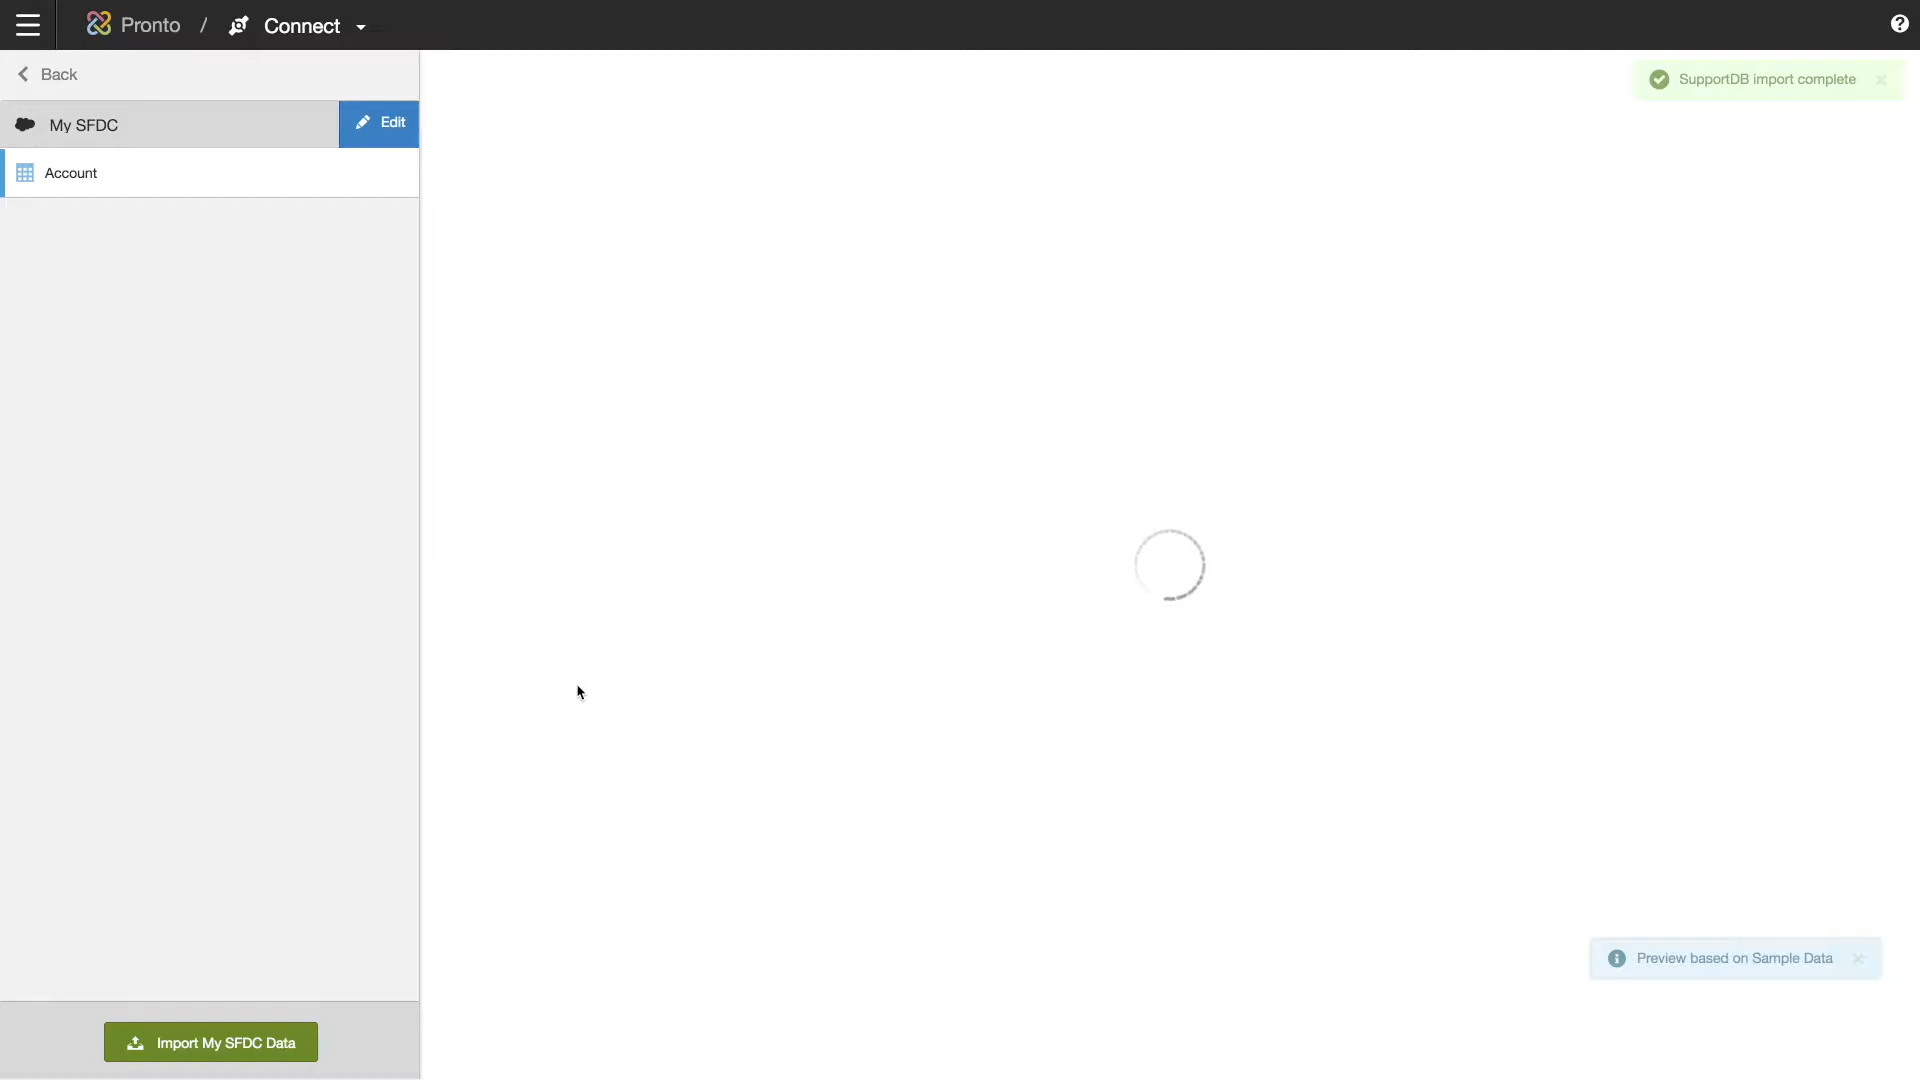 Pronto / Connect
Back
SupportDB import complete
My SFDC
Edit
Account
Preview based on Sample Data
Import My SFDC Data